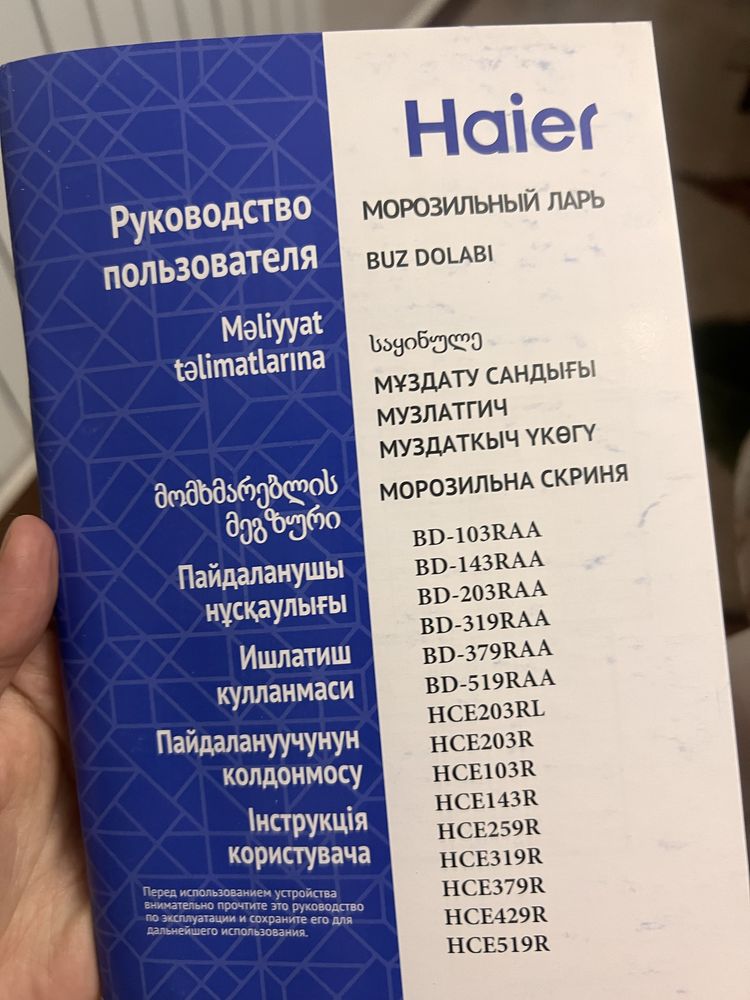 Haier
Руководство
пользователя
МОРОЗИЛЬНЫЙ ЛАРЬ
BUZ DOLABI
Məliyyat
təlimatlarına
საყინულე
МҰЗДАТУ САНДЫҒЫ
МУЗЛАТГИЧ
МУЗДАТКЫЧ ҮКӨГҮ
МОРОЗИЛЬНА СКРИНЯ
მომხმარებლის
მეგზური
Пайдаланушы
нұсқаулығы
Ишлатиш
кулланмаси
Пайдалануучунун
колдонмосу
Інструкція
користувача
Перед использованием устройства
внимательно прочтите это руководство
по эксплуатации и сохраните его для
дальнейшего использования.
BD-103RAA
BD-143RAA
BD-203RAA
BD-319RAA
BD-379RAA
BD-519RAA
HCE203RL
HCE203R
HCE103R
HCE143R
HCE259R
HCE319R
HCE379R
HCE429R
HCE519R